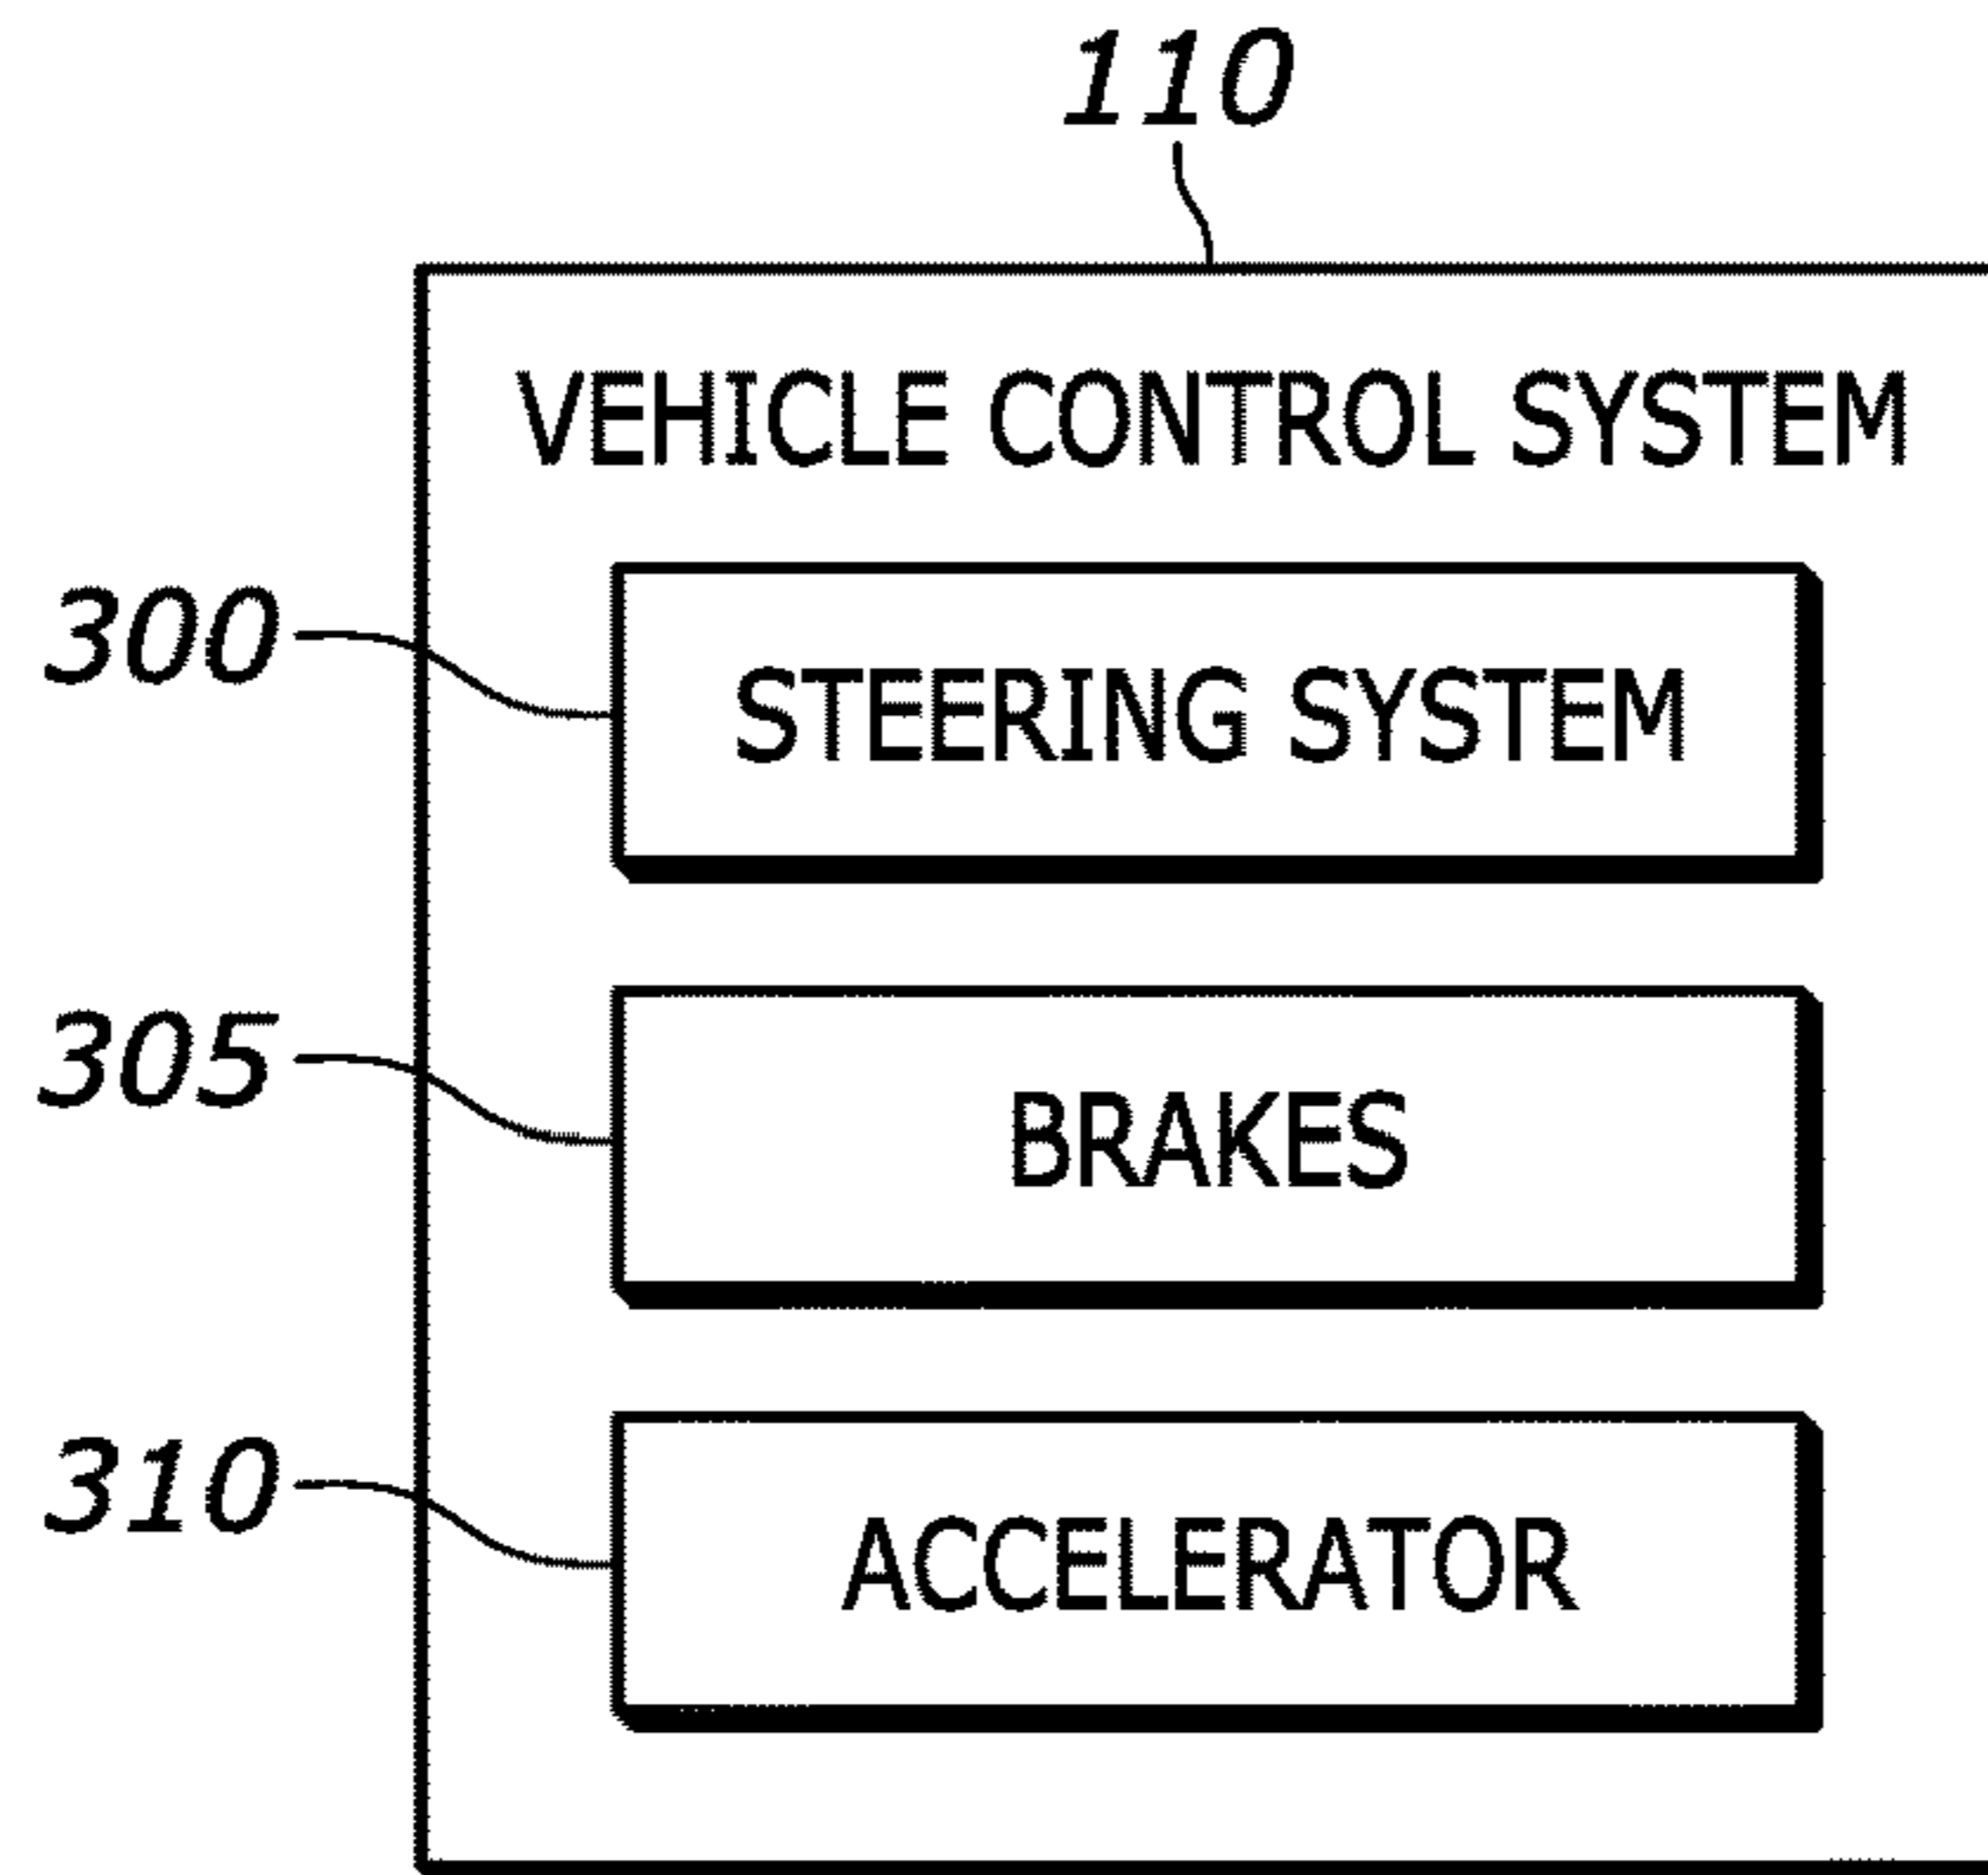 110
VEHICLE CONTROL SYSTEM
300
STEERING SYSTEM
305
BRAKES
310
ACCELERATOR